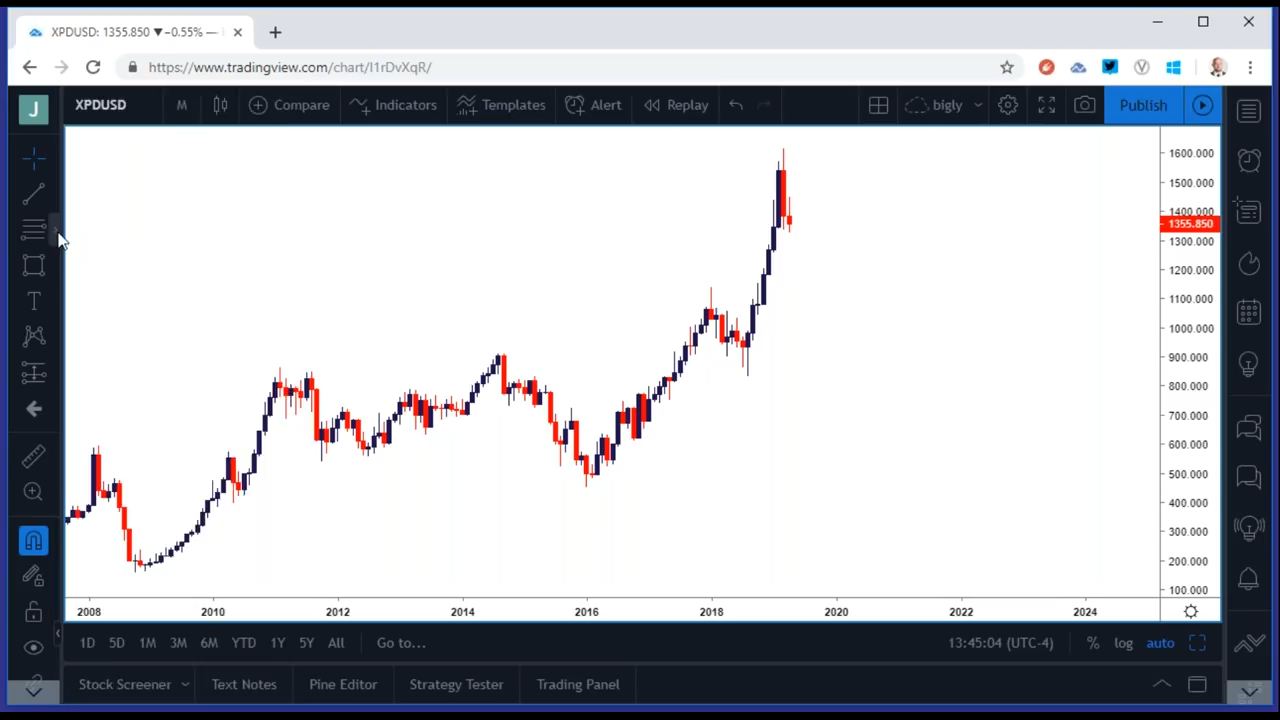 XPDUSD: 1355.850 ▼ −0.55% —
https://www.tradingview.com/chart/I1rDvXqR/
J XPDUSD M Compare Indicators Templates Alert Replay bigly Publish
T
V
1600.000
1500.000
1400.000
1355.850
1300.000
1200.000
1100.000
1000.000
900.000
800.000
700.000
600.000
500.000
400.000
300.000
200.000
100.000
2008 2010 2012 2014 2016 2018 2020 2022 2024
1D 5D 1M 3M 6M YTD 1Y 5Y All Go to... 13:45:04 (UTC-4) % log auto
Stock Screener Text Notes Pine Editor Strategy Tester Trading Panel